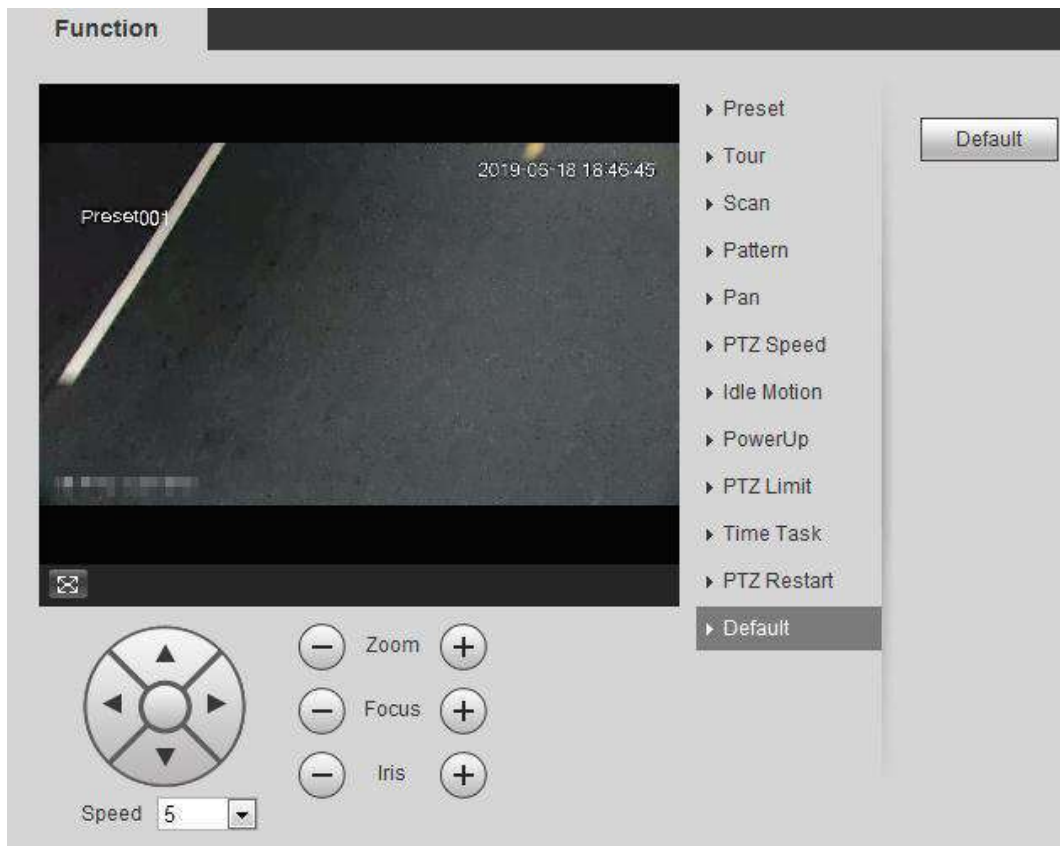 Function
2019-06-18 18:46:45
Preset001
Preset
Tour
Scan
Pattern
Pan
PTZ Speed
Idle Motion
PowerUp
PTZ Limit
Time Task
PTZ Restart
Default
Default
Zoom
Focus
Iris
Speed 5